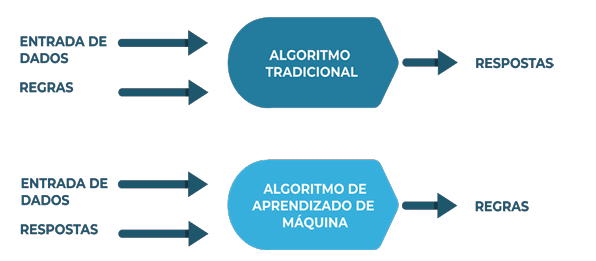 ENTRADA DE
DADOS
REGRAS
ALGORITMO
TRADICIONAL
RESPOSTAS
ENTRADA DE
DADOS
RESPOSTAS
ALGORITMO DE
APRENDIZADO DE
MÁQUINA
REGRAS